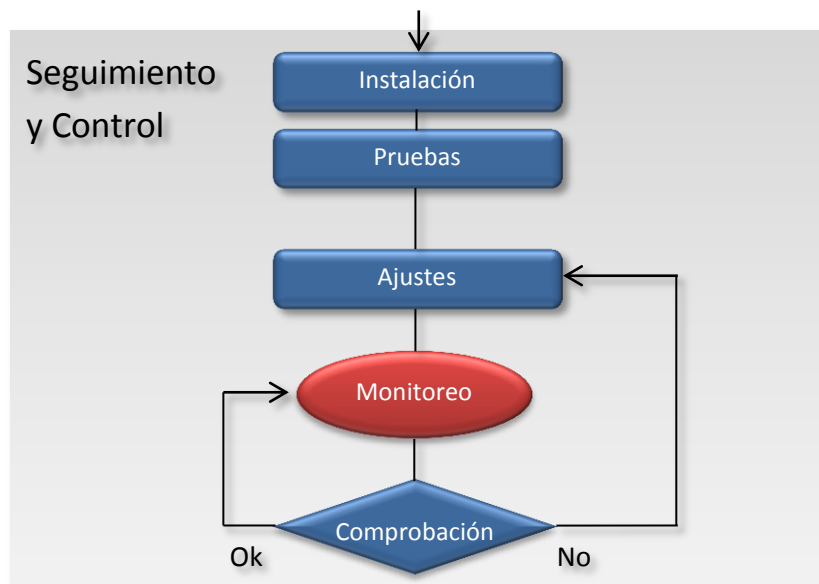 Seguimiento
y Control
Instalación
Pruebas
Ajustes
Monitoreo
Comprobación
Ok
No